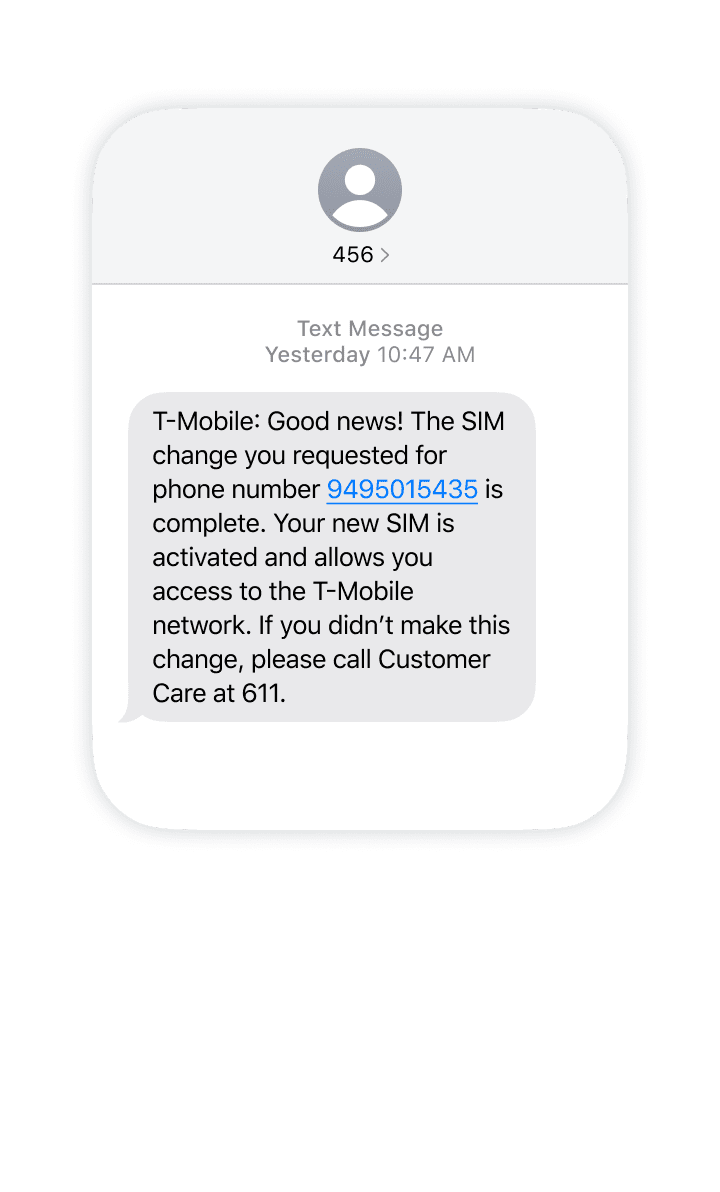 456
Text Message
Yesterday 10:47 AM
T-Mobile: Good news! The SIM
change you requested for
phone number 9495015435 is
complete. Your new SIM is
activated and allows you
access to the T-Mobile
network. If you didn’t make this
change, please call Customer
Care at 611.